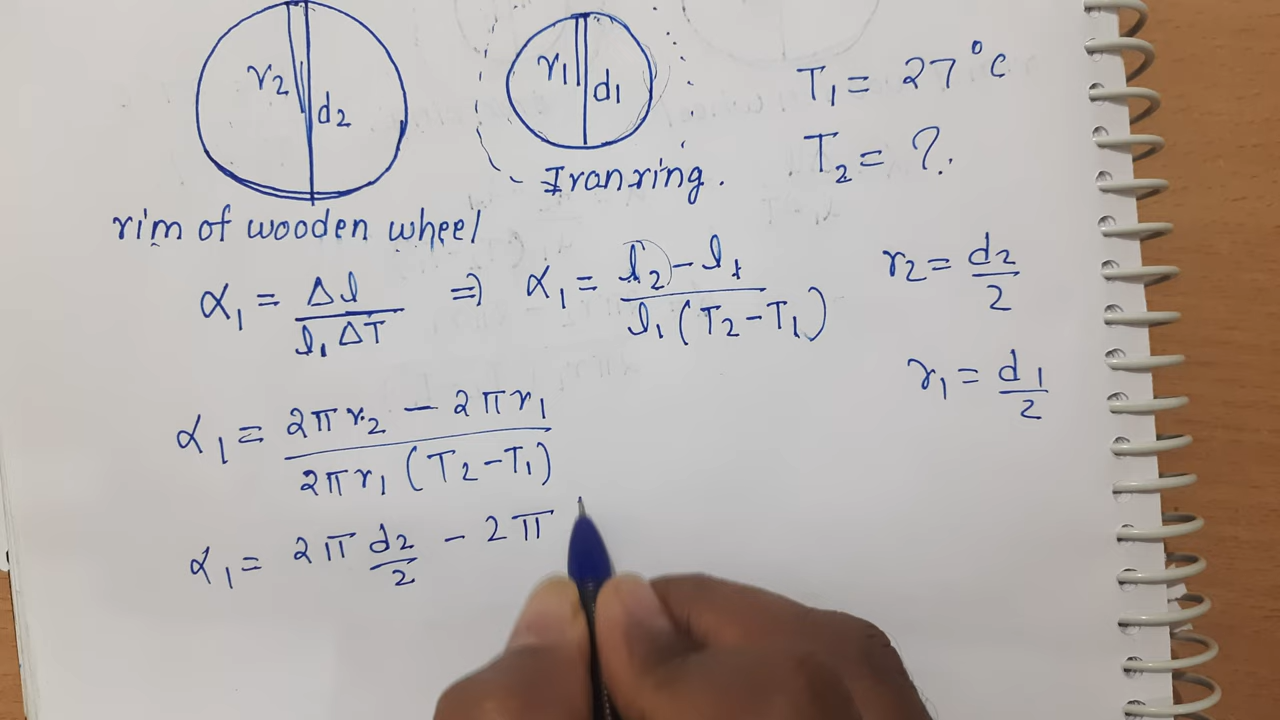 r2 d2
r1 d1
T1 = 27°C
T2 = ?.
Iron ring.
rim of wooden wheel
α1 = Δl / l1 ΔT ⇒ α1 = l2 - l1 / l1 (T2 - T1)
r2 = d2 / 2
r1 = d1 / 2
α1 = 2πr2 - 2πr1 / 2πr1 (T2 - T1)
α1 = 2π d2/2 - 2π